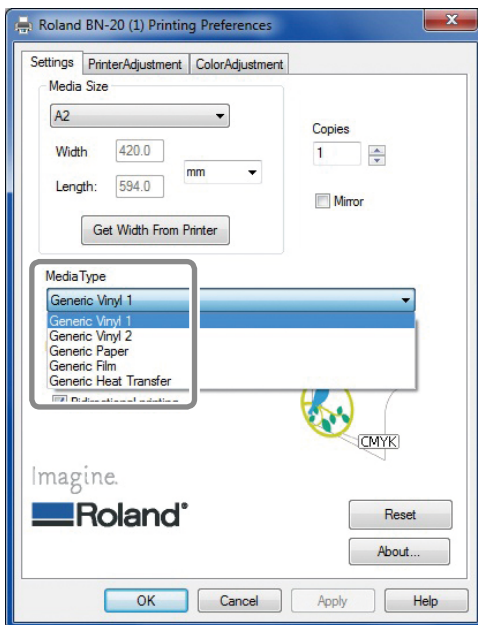 Roland BN-20 (1) Printing Preferences
Settings PrinterAdjustment ColorAdjustment
Media Size
A2
Width 420.0
mm
Length: 594.0
Get Width From Printer
Copies
1
Mirror
MediaType
Generic Vinyl 1
Generic Vinyl 1
Generic Vinyl 2
Generic Paper
Generic Film
Generic Heat Transfer
Bidirectional printing
CMYK
Imagine.
Roland®
Reset
About...
OK Cancel Apply Help